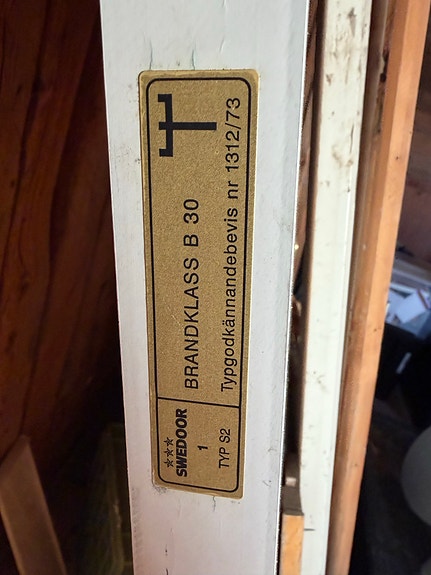 ★★★
SWEDOOR
1
TYP S2
BRANDKLASS B 30
Typgodkännandebevis nr 1312/73